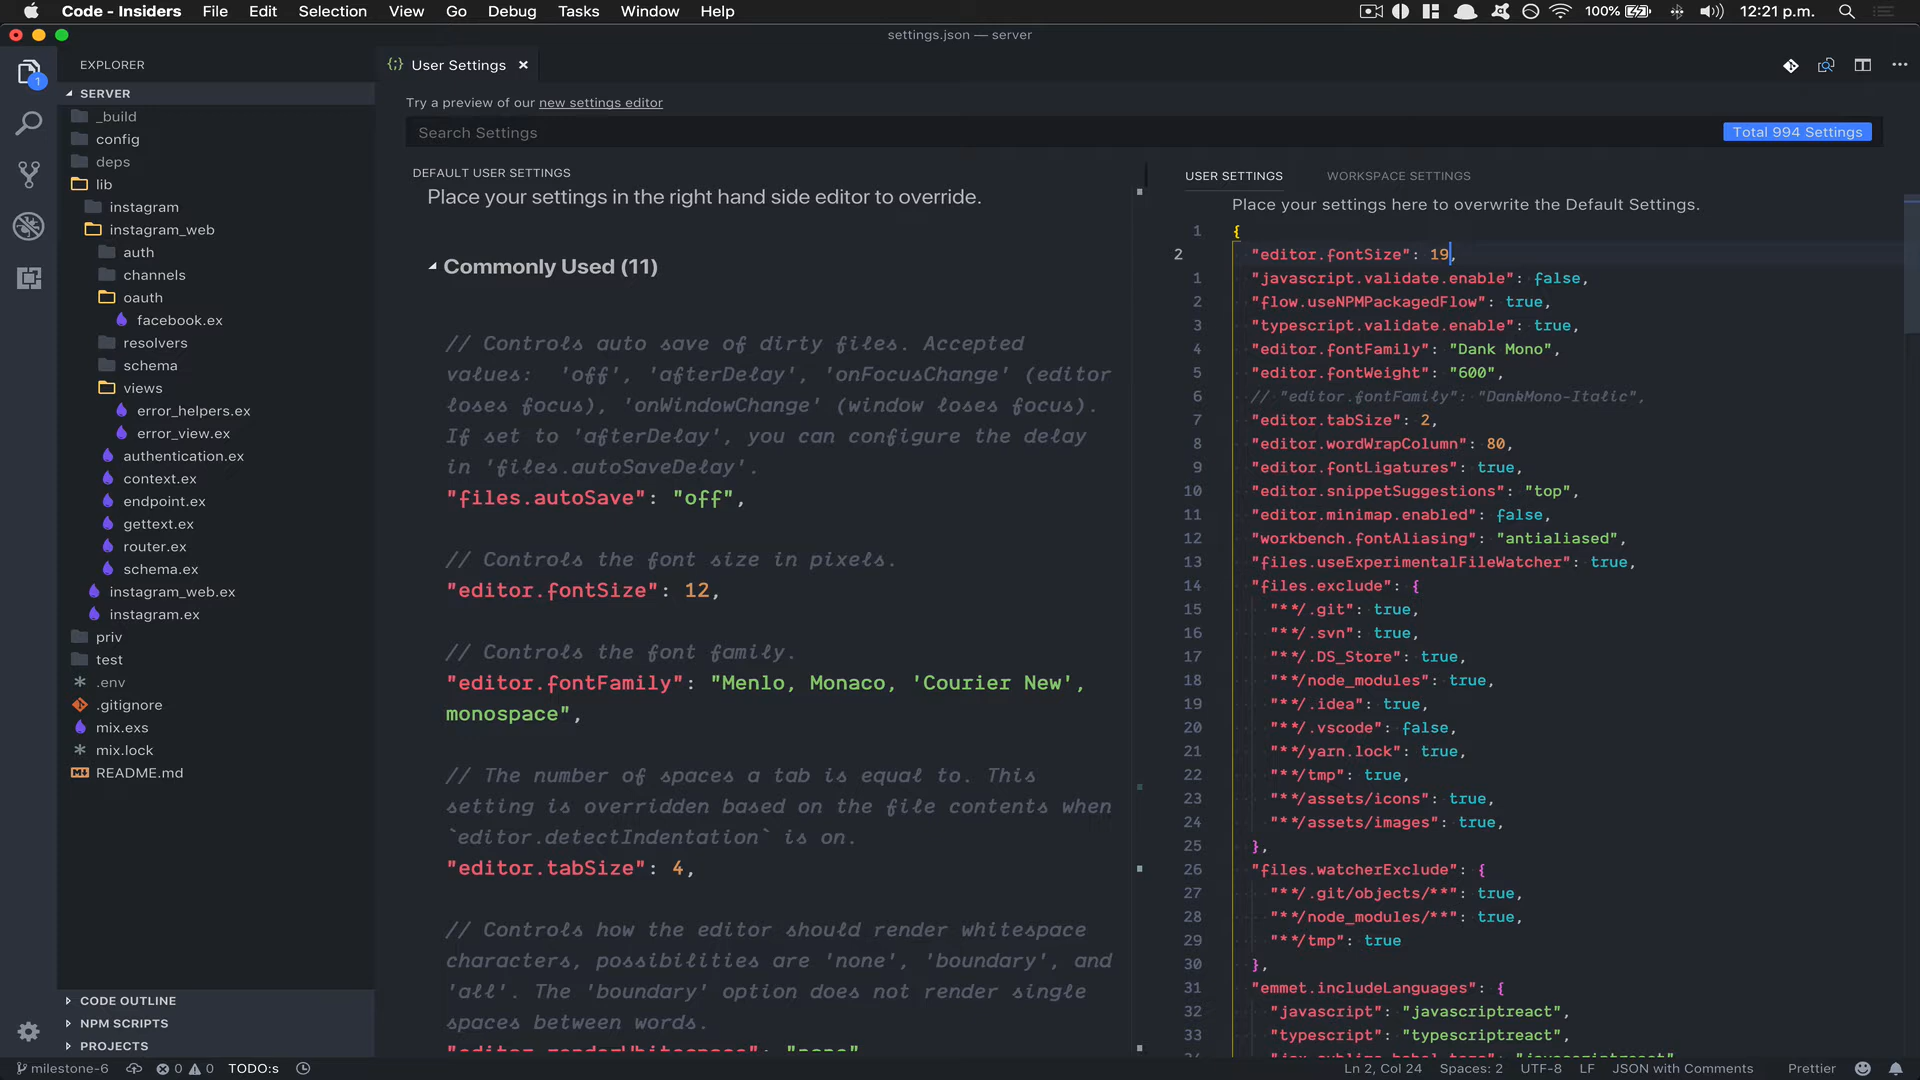 Code - Insiders File Edit Selection View Go Debug Tasks Window Help 100% 12:21 p.m.
settings.json — server
EXPLORER
SERVER
_build
config
deps
lib
instagram
instagram_web
auth
channels
oauth
facebook.ex
resolvers
schema
views
error_helpers.ex
error_view.ex
authentication.ex
context.ex
endpoint.ex
gettext.ex
router.ex
schema.ex
instagram_web.ex
instagram.ex
priv
test
.env
.gitignore
mix.exs
mix.lock
README.md
CODE OUTLINE
NPM SCRIPTS
PROJECTS
1
{;} User Settings ×
Try a preview of our new settings editor
Search Settings
Total 994 Settings
DEFAULT USER SETTINGS
Place your settings in the right hand side editor to override.
Commonly Used (11)
// Controls auto save of dirty files. Accepted
values:  'off', 'afterDelay', 'onFocusChange' (editor
loses focus), 'onWindowChange' (window loses focus).
If set to 'afterDelay', you can configure the delay
in 'files.autoSaveDelay'.
"files.autoSave": "off",
// Controls the font size in pixels.
"editor.fontSize": 12,
// Controls the font family.
"editor.fontFamily": "Menlo, Monaco, 'Courier New',
monospace",
// The number of spaces a tab is equal to. This
setting is overridden based on the file contents when
`editor.detectIndentation` is on.
"editor.tabSize": 4,
// Controls how the editor should render whitespace
characters, possibilities are 'none', 'boundary', and
'all'. The 'boundary' option does not render single
spaces between words.
"editor.renderWhitespace": "none"
USER SETTINGS WORKSPACE SETTINGS
Place your settings here to overwrite the Default Settings.
1 {
2 "editor.fontSize": 19,
1 "javascript.validate.enable": false,
2 "flow.useNPMPackagedFlow": true,
3 "typescript.validate.enable": true,
4 "editor.fontFamily": "Dank Mono",
5 "editor.fontWeight": "600",
6 // "editor.fontFamily": "DankMono-Italic",
7 "editor.tabSize": 2,
8 "editor.wordWrapColumn": 80,
9 "editor.fontLigatures": true,
10 "editor.snippetSuggestions": "top",
11 "editor.minimap.enabled": false,
12 "workbench.fontAliasing": "antialiased",
13 "files.useExperimentalFileWatcher": true,
14 "files.exclude": {
15 "**/.git": true,
16 "**/.svn": true,
17 "**/.DS_Store": true,
18 "**/node_modules": true,
19 "**/.idea": true,
20 "**/.vscode": false,
21 "**/yarn.lock": true,
22 "**/tmp": true,
23 "**/assets/icons": true,
24 "**/assets/images": true,
25 },
26 "files.watcherExclude": {
27 "**/.git/objects/**": true,
28 "**/node_modules/**": true,
29 "**/tmp": true
30 },
31 "emmet.includeLanguages": {
32 "javascript": "javascriptreact",
33 "typescript": "typescriptreact",
milestone-6 0 0 TODO:s Ln 2, Col 24 Spaces: 2 UTF-8 LF JSON with Comments Prettier